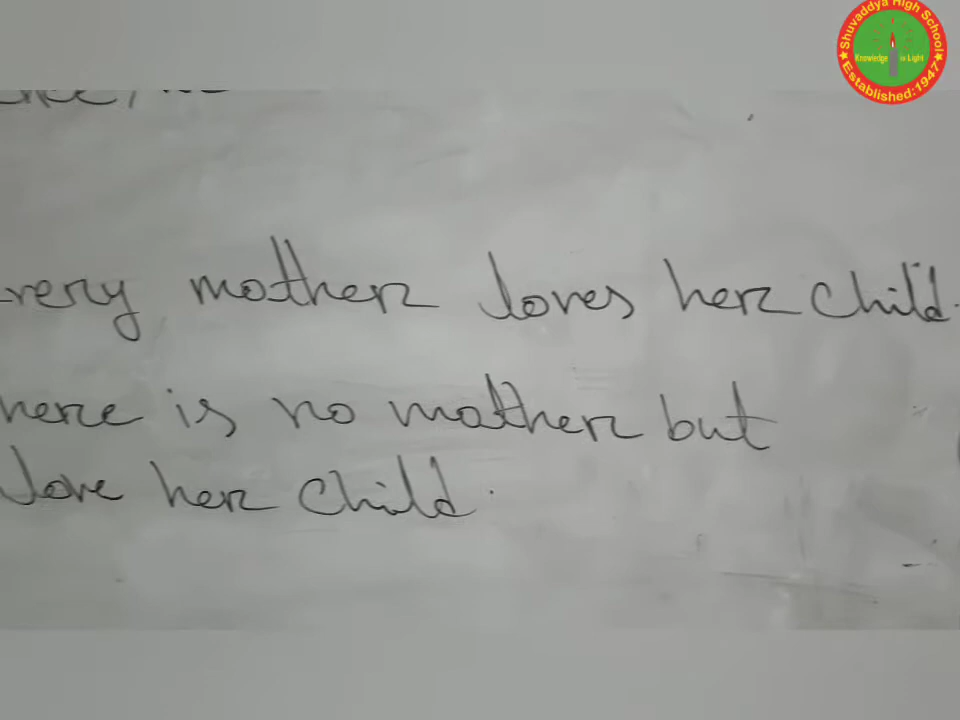 Shuvaddya High School
Knowledge is Light
Established:1947
very mother loves her child.
here is no mother but
love her child.